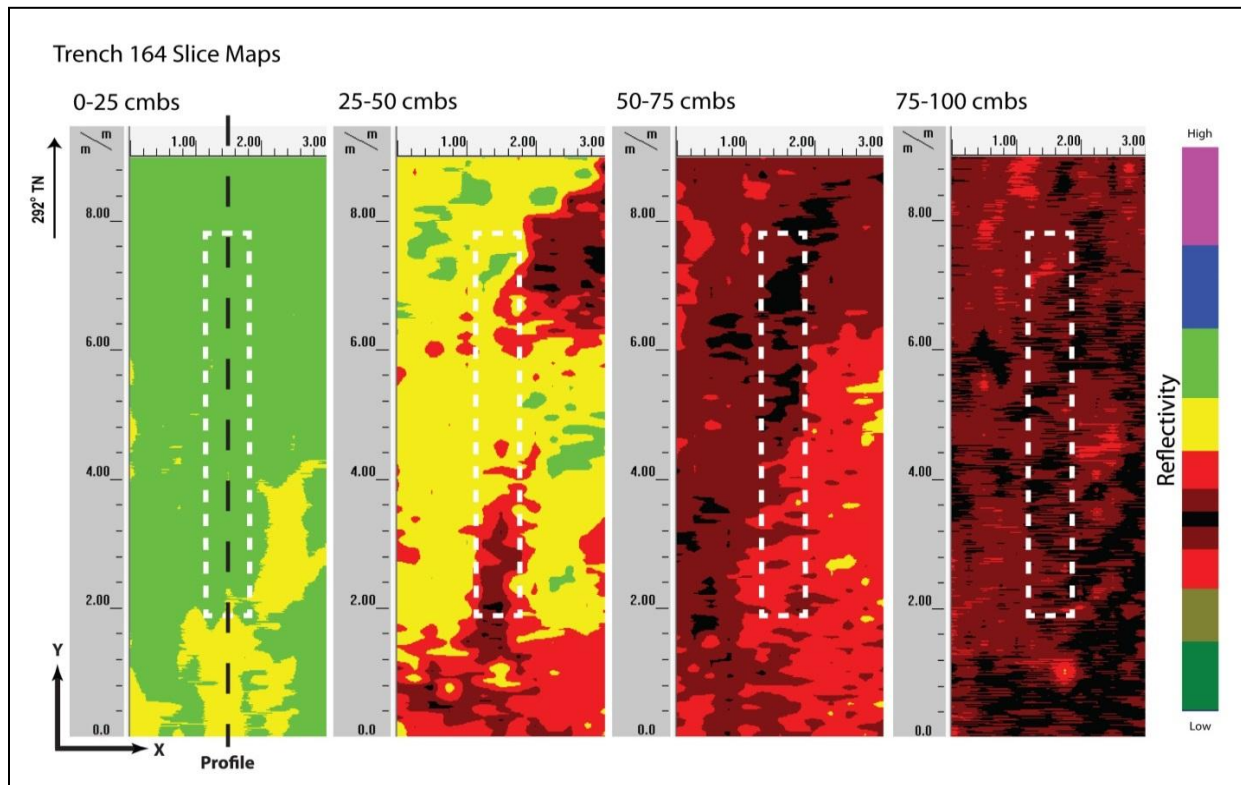 Trench 164 Slice Maps
0-25 cmbs
25-50 cmbs
50-75 cmbs
75-100 cmbs
m
m
1.00 2.00 3.00
m
m
1.00 2.00 3.00
m
m
1.00 2.00 3.00
m
m
1.00 2.00 3.00
High
292° TN
8.00
8.00
8.00
8.00
6.00
6.00
6.00
6.00
Reflectivity
4.00
4.00
4.00
4.00
2.00
2.00
2.00
2.00
Y
0.0
0.0
0.0
0.0
Low
X
Profile